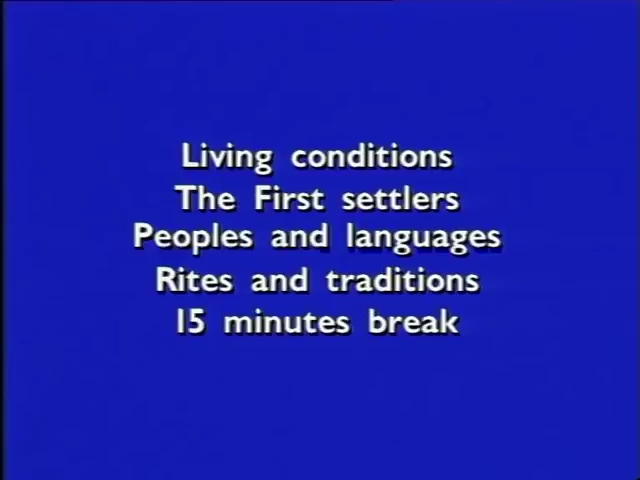 Living conditions
The First settlers
Peoples and languages
Rites and traditions
15 minutes break